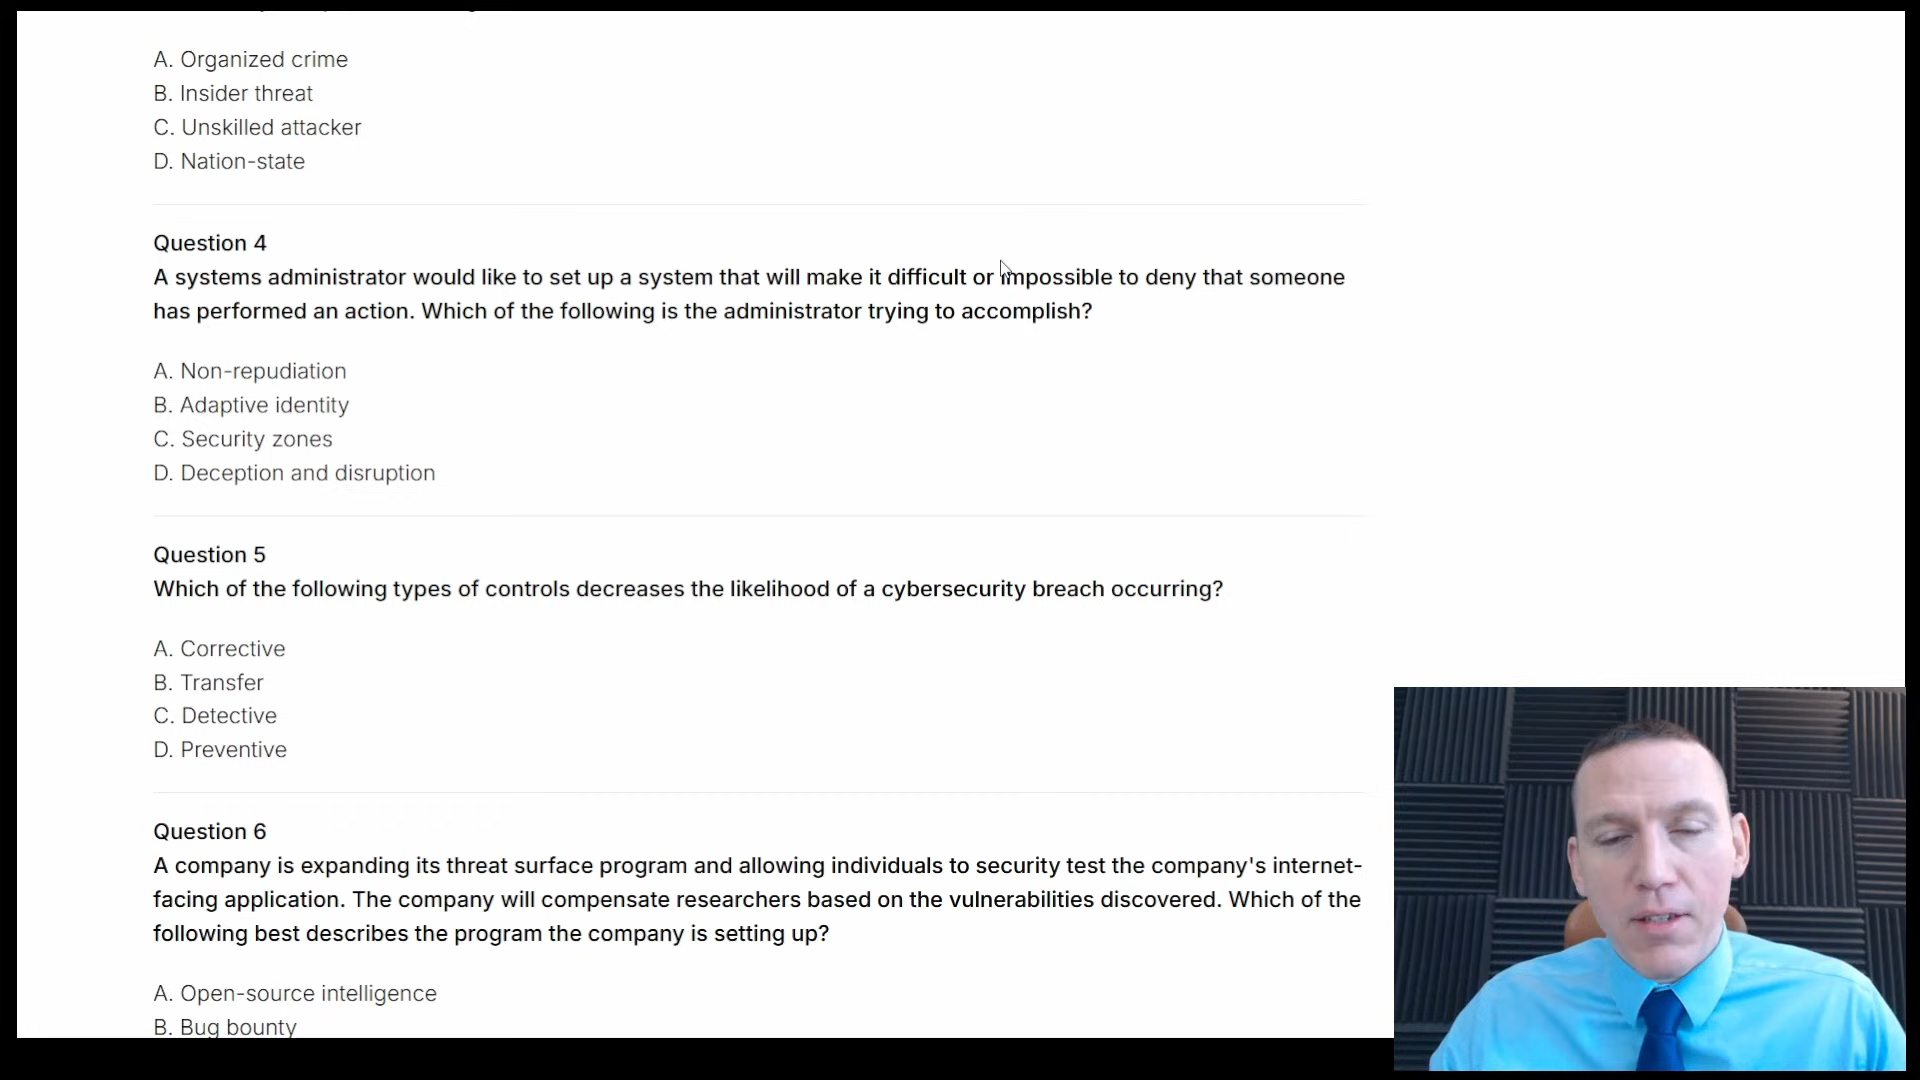 A. Organized crime
B. Insider threat
C. Unskilled attacker
D. Nation-state
Question 4
A systems administrator would like to set up a system that will make it difficult or impossible to deny that someone
has performed an action. Which of the following is the administrator trying to accomplish?
A. Non-repudiation
B. Adaptive identity
C. Security zones
D. Deception and disruption
Question 5
Which of the following types of controls decreases the likelihood of a cybersecurity breach occurring?
A. Corrective
B. Transfer
C. Detective
D. Preventive
Question 6
A company is expanding its threat surface program and allowing individuals to security test the company's internet-
facing application. The company will compensate researchers based on the vulnerabilities discovered. Which of the
following best describes the program the company is setting up?
A. Open-source intelligence
B. Bug bounty